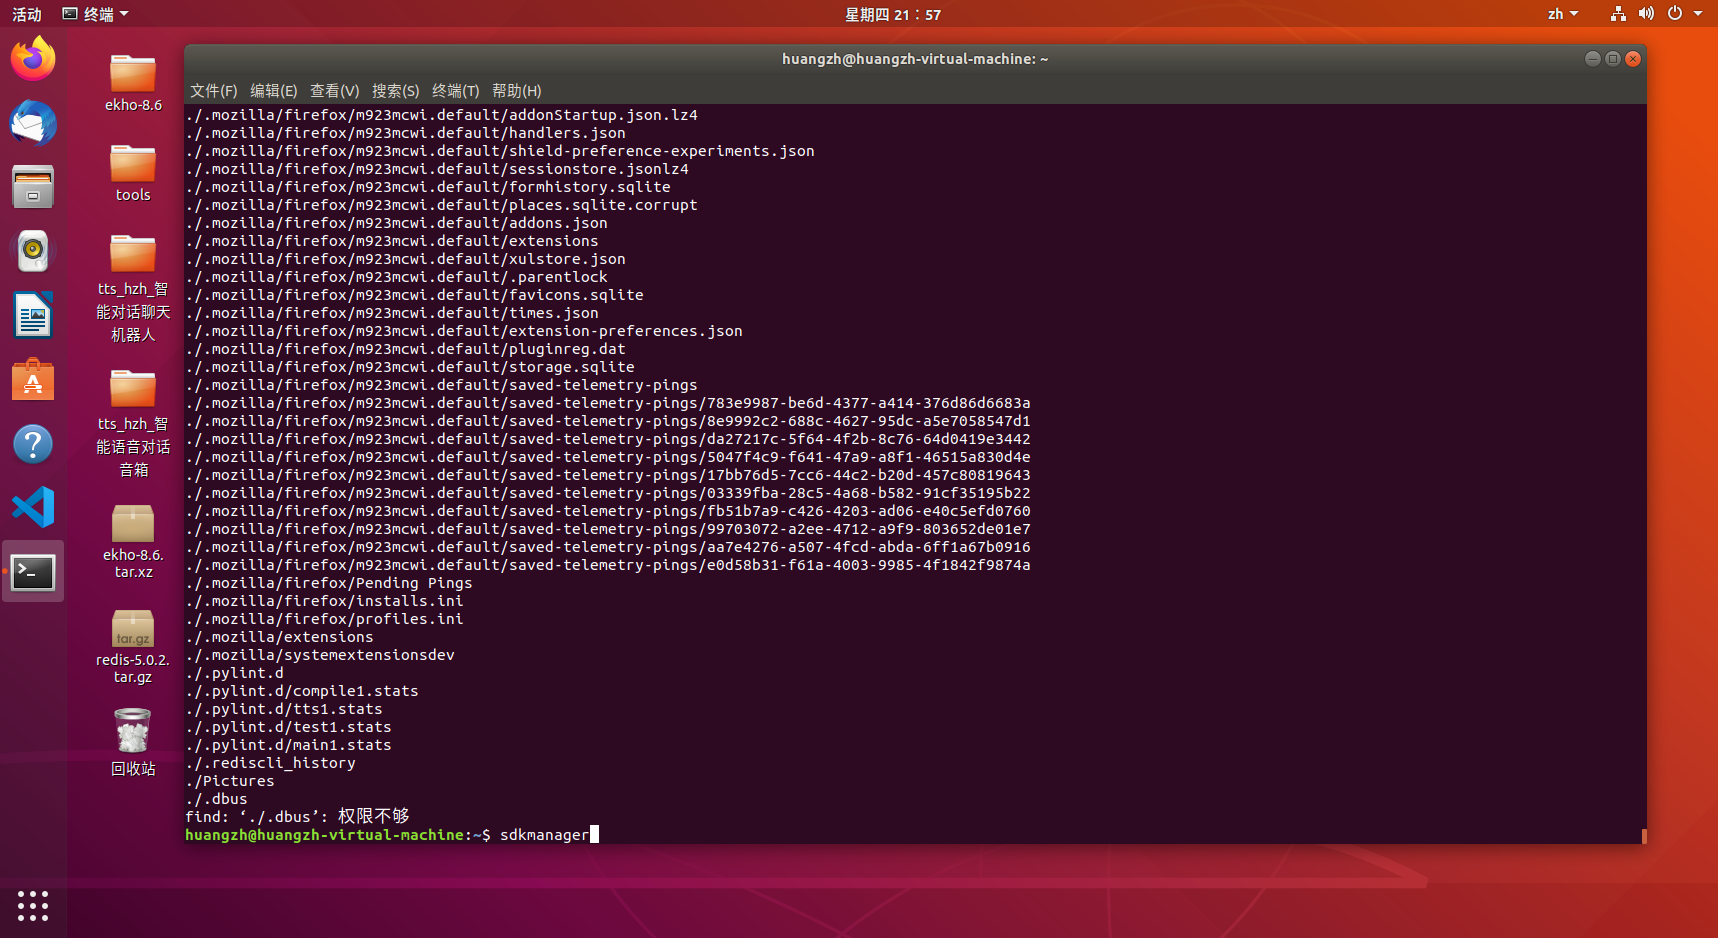 活动
终端
星期四 21：57
zh
ekho-8.6
tools
tts_hzh_智
能对话聊天
机器人
tts_hzh_智
能语音对话
音箱
ekho-8.6.
tar.xz
tar.gz
redis-5.0.2.
tar.gz
回收站
huangzh@huangzh-virtual-machine: ~
文件(F) 编辑(E) 查看(V) 搜索(S) 终端(T) 帮助(H)
./.mozilla/firefox/m923mcwi.default/addonStartup.json.lz4
./.mozilla/firefox/m923mcwi.default/handlers.json
./.mozilla/firefox/m923mcwi.default/shield-preference-experiments.json
./.mozilla/firefox/m923mcwi.default/sessionstore.jsonlz4
./.mozilla/firefox/m923mcwi.default/formhistory.sqlite
./.mozilla/firefox/m923mcwi.default/places.sqlite.corrupt
./.mozilla/firefox/m923mcwi.default/addons.json
./.mozilla/firefox/m923mcwi.default/extensions
./.mozilla/firefox/m923mcwi.default/xulstore.json
./.mozilla/firefox/m923mcwi.default/.parentlock
./.mozilla/firefox/m923mcwi.default/favicons.sqlite
./.mozilla/firefox/m923mcwi.default/times.json
./.mozilla/firefox/m923mcwi.default/extension-preferences.json
./.mozilla/firefox/m923mcwi.default/pluginreg.dat
./.mozilla/firefox/m923mcwi.default/storage.sqlite
./.mozilla/firefox/m923mcwi.default/saved-telemetry-pings
./.mozilla/firefox/m923mcwi.default/saved-telemetry-pings/783e9987-be6d-4377-a414-376d86d6683a
./.mozilla/firefox/m923mcwi.default/saved-telemetry-pings/8e9992c2-688c-4627-95dc-a5e7058547d1
./.mozilla/firefox/m923mcwi.default/saved-telemetry-pings/da27217c-5f64-4f2b-8c76-64d0419e3442
./.mozilla/firefox/m923mcwi.default/saved-telemetry-pings/5047f4c9-f641-47a9-a8f1-46515a830d4e
./.mozilla/firefox/m923mcwi.default/saved-telemetry-pings/17bb76d5-7cc6-44c2-b20d-457c80819643
./.mozilla/firefox/m923mcwi.default/saved-telemetry-pings/03339fba-28c5-4a68-b582-91cf35195b22
./.mozilla/firefox/m923mcwi.default/saved-telemetry-pings/fb51b7a9-c426-4203-ad06-e40c5efd0760
./.mozilla/firefox/m923mcwi.default/saved-telemetry-pings/99703072-a2ee-4712-a9f9-803652de01e7
./.mozilla/firefox/m923mcwi.default/saved-telemetry-pings/aa7e4276-a507-4fcd-abda-6ff1a67b0916
./.mozilla/firefox/m923mcwi.default/saved-telemetry-pings/e0d58b31-f61a-4003-9985-4f1842f9874a
./.mozilla/firefox/Pending Pings
./.mozilla/firefox/installs.ini
./.mozilla/firefox/profiles.ini
./.mozilla/extensions
./.mozilla/systemextensionsdev
./.pylint.d
./.pylint.d/compile1.stats
./.pylint.d/tts1.stats
./.pylint.d/test1.stats
./.pylint.d/main1.stats
./.rediscli_history
./Pictures
./.dbus
find: ‘./.dbus’: 权限不够
huangzh@huangzh-virtual-machine:~$ sdkmanager